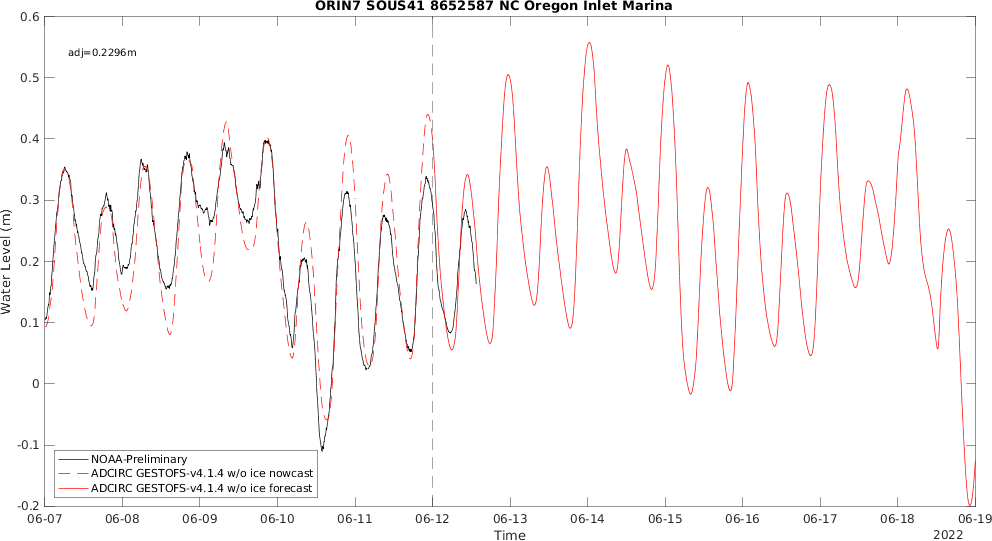 ORIN7 SOUS41 8652587 NC Oregon Inlet Marina
adj=0.2296m
0.6
0.5
0.4
0.3
0.2
0.1
0
-0.1
-0.2
Water Level (m)
NOAA-Preliminary
ADCIRC GESTOFS-v4.1.4 w/o ice nowcast
ADCIRC GESTOFS-v4.1.4 w/o ice forecast
06-07 06-08 06-09 06-10 06-11 06-12 06-13 06-14 06-15 06-16 06-17 06-18 06-19
Time
2022